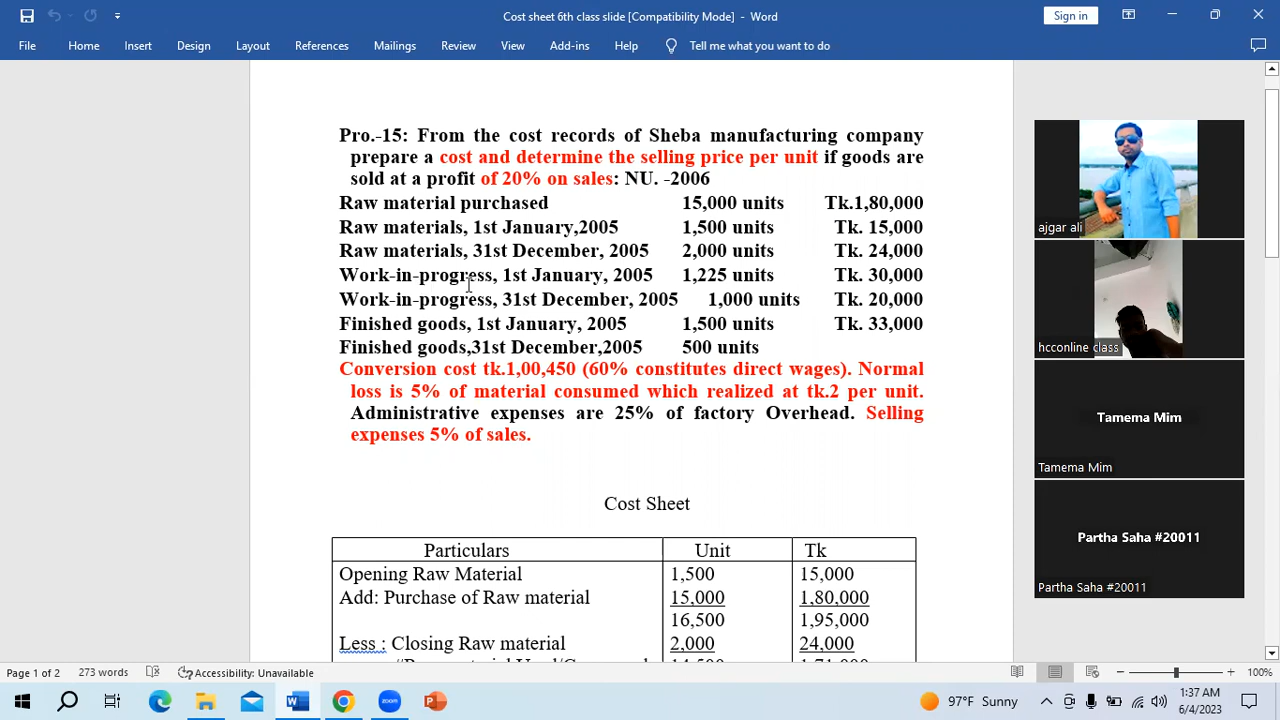 Cost sheet 6th class slide [Compatibility Mode] - Word
Sign in
File Home Insert Design Layout References Mailings Review View Add-ins Help Tell me what you want to do
Pro.-15: From the cost records of Sheba manufacturing company
prepare a cost and determine the selling price per unit if goods are
sold at a profit of 20% on sales: NU. -2006
Raw material purchased 15,000 units Tk.1,80,000
Raw materials, 1st January,2005 1,500 units Tk. 15,000
Raw materials, 31st December, 2005 2,000 units Tk. 24,000
Work-in-progress, 1st January, 2005 1,225 units Tk. 30,000
Work-in-progress, 31st December, 2005 1,000 units Tk. 20,000
Finished goods, 1st January, 2005 1,500 units Tk. 33,000
Finished goods,31st December,2005 500 units
Conversion cost tk.1,00,450 (60% constitutes direct wages). Normal
loss is 5% of material consumed which realized at tk.2 per unit.
Administrative expenses are 25% of factory Overhead. Selling
expenses 5% of sales.
Cost Sheet
Particulars Unit Tk
Opening Raw Material 1,500 15,000
Add: Purchase of Raw material 15,000 1,80,000
16,500 1,95,000
Less : Closing Raw material 2,000 24,000
ajgar ali
hcconline class
Tamema Mim
Tamema Mim
Partha Saha #20011
Partha Saha #20011
Page 1 of 2 273 words Accessibility: Unavailable 100%
zoom
97°F Sunny
1:37 AM
6/4/2023